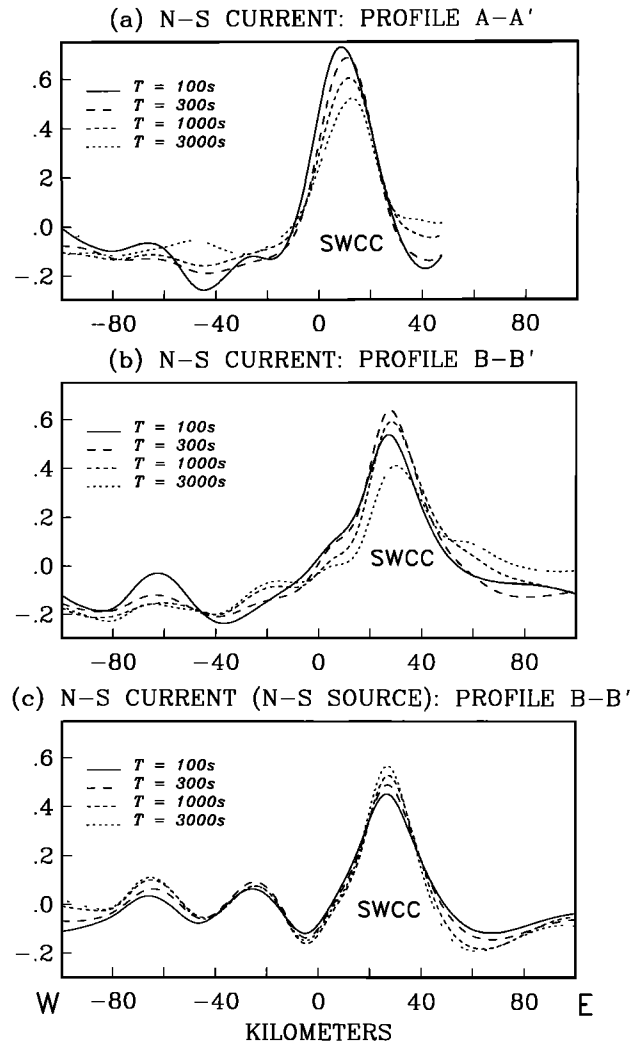 (a) N-S CURRENT: PROFILE A-A'
.6
.4
.2
.0
-.2
T = 100s
T = 300s
T = 1000s
T = 3000s
SWCC
-80 -40 0 40 80
(b) N-S CURRENT: PROFILE B-B'
.6
.4
.2
.0
-.2
T = 100s
T = 300s
T = 1000s
T = 3000s
SWCC
-80 -40 0 40 80
(c) N-S CURRENT (N-S SOURCE): PROFILE B-B'
.6
.4
.2
.0
-.2
T = 100s
T = 300s
T = 1000s
T = 3000s
SWCC
W -80 -40 0 40 80 E
KILOMETERS